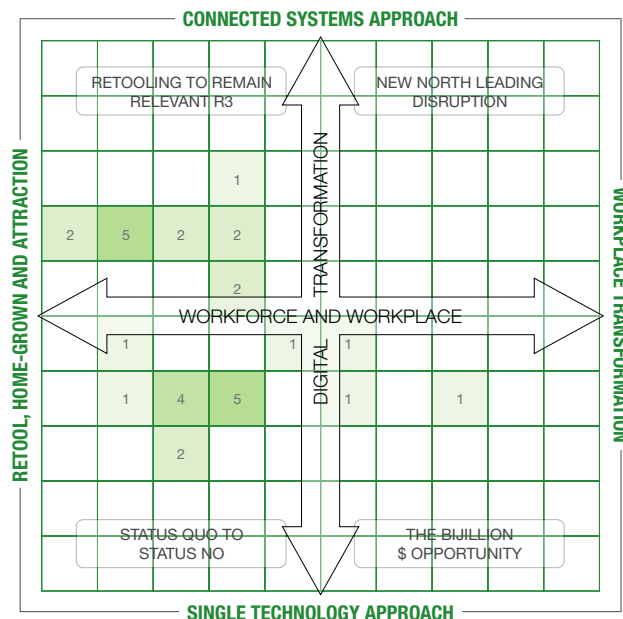 CONNECTED SYSTEMS APPROACH
RETOOLING TO REMAIN
RELEVANT R3
NEW NORTH LEADING
DISRUPTION
RETOOL, HOME-GROWN AND ATTRACTION
WORKPLACE TRANSFORMATION
DIGITAL TRANSFORMATION
1
2 5 2 2
2
WORKFORCE AND WORKPLACE
1 1 1
1 4 5 1 1
2
STATUS QUO TO
STATUS NO
THE BIJILLION
$ OPPORTUNITY
SINGLE TECHNOLOGY APPROACH